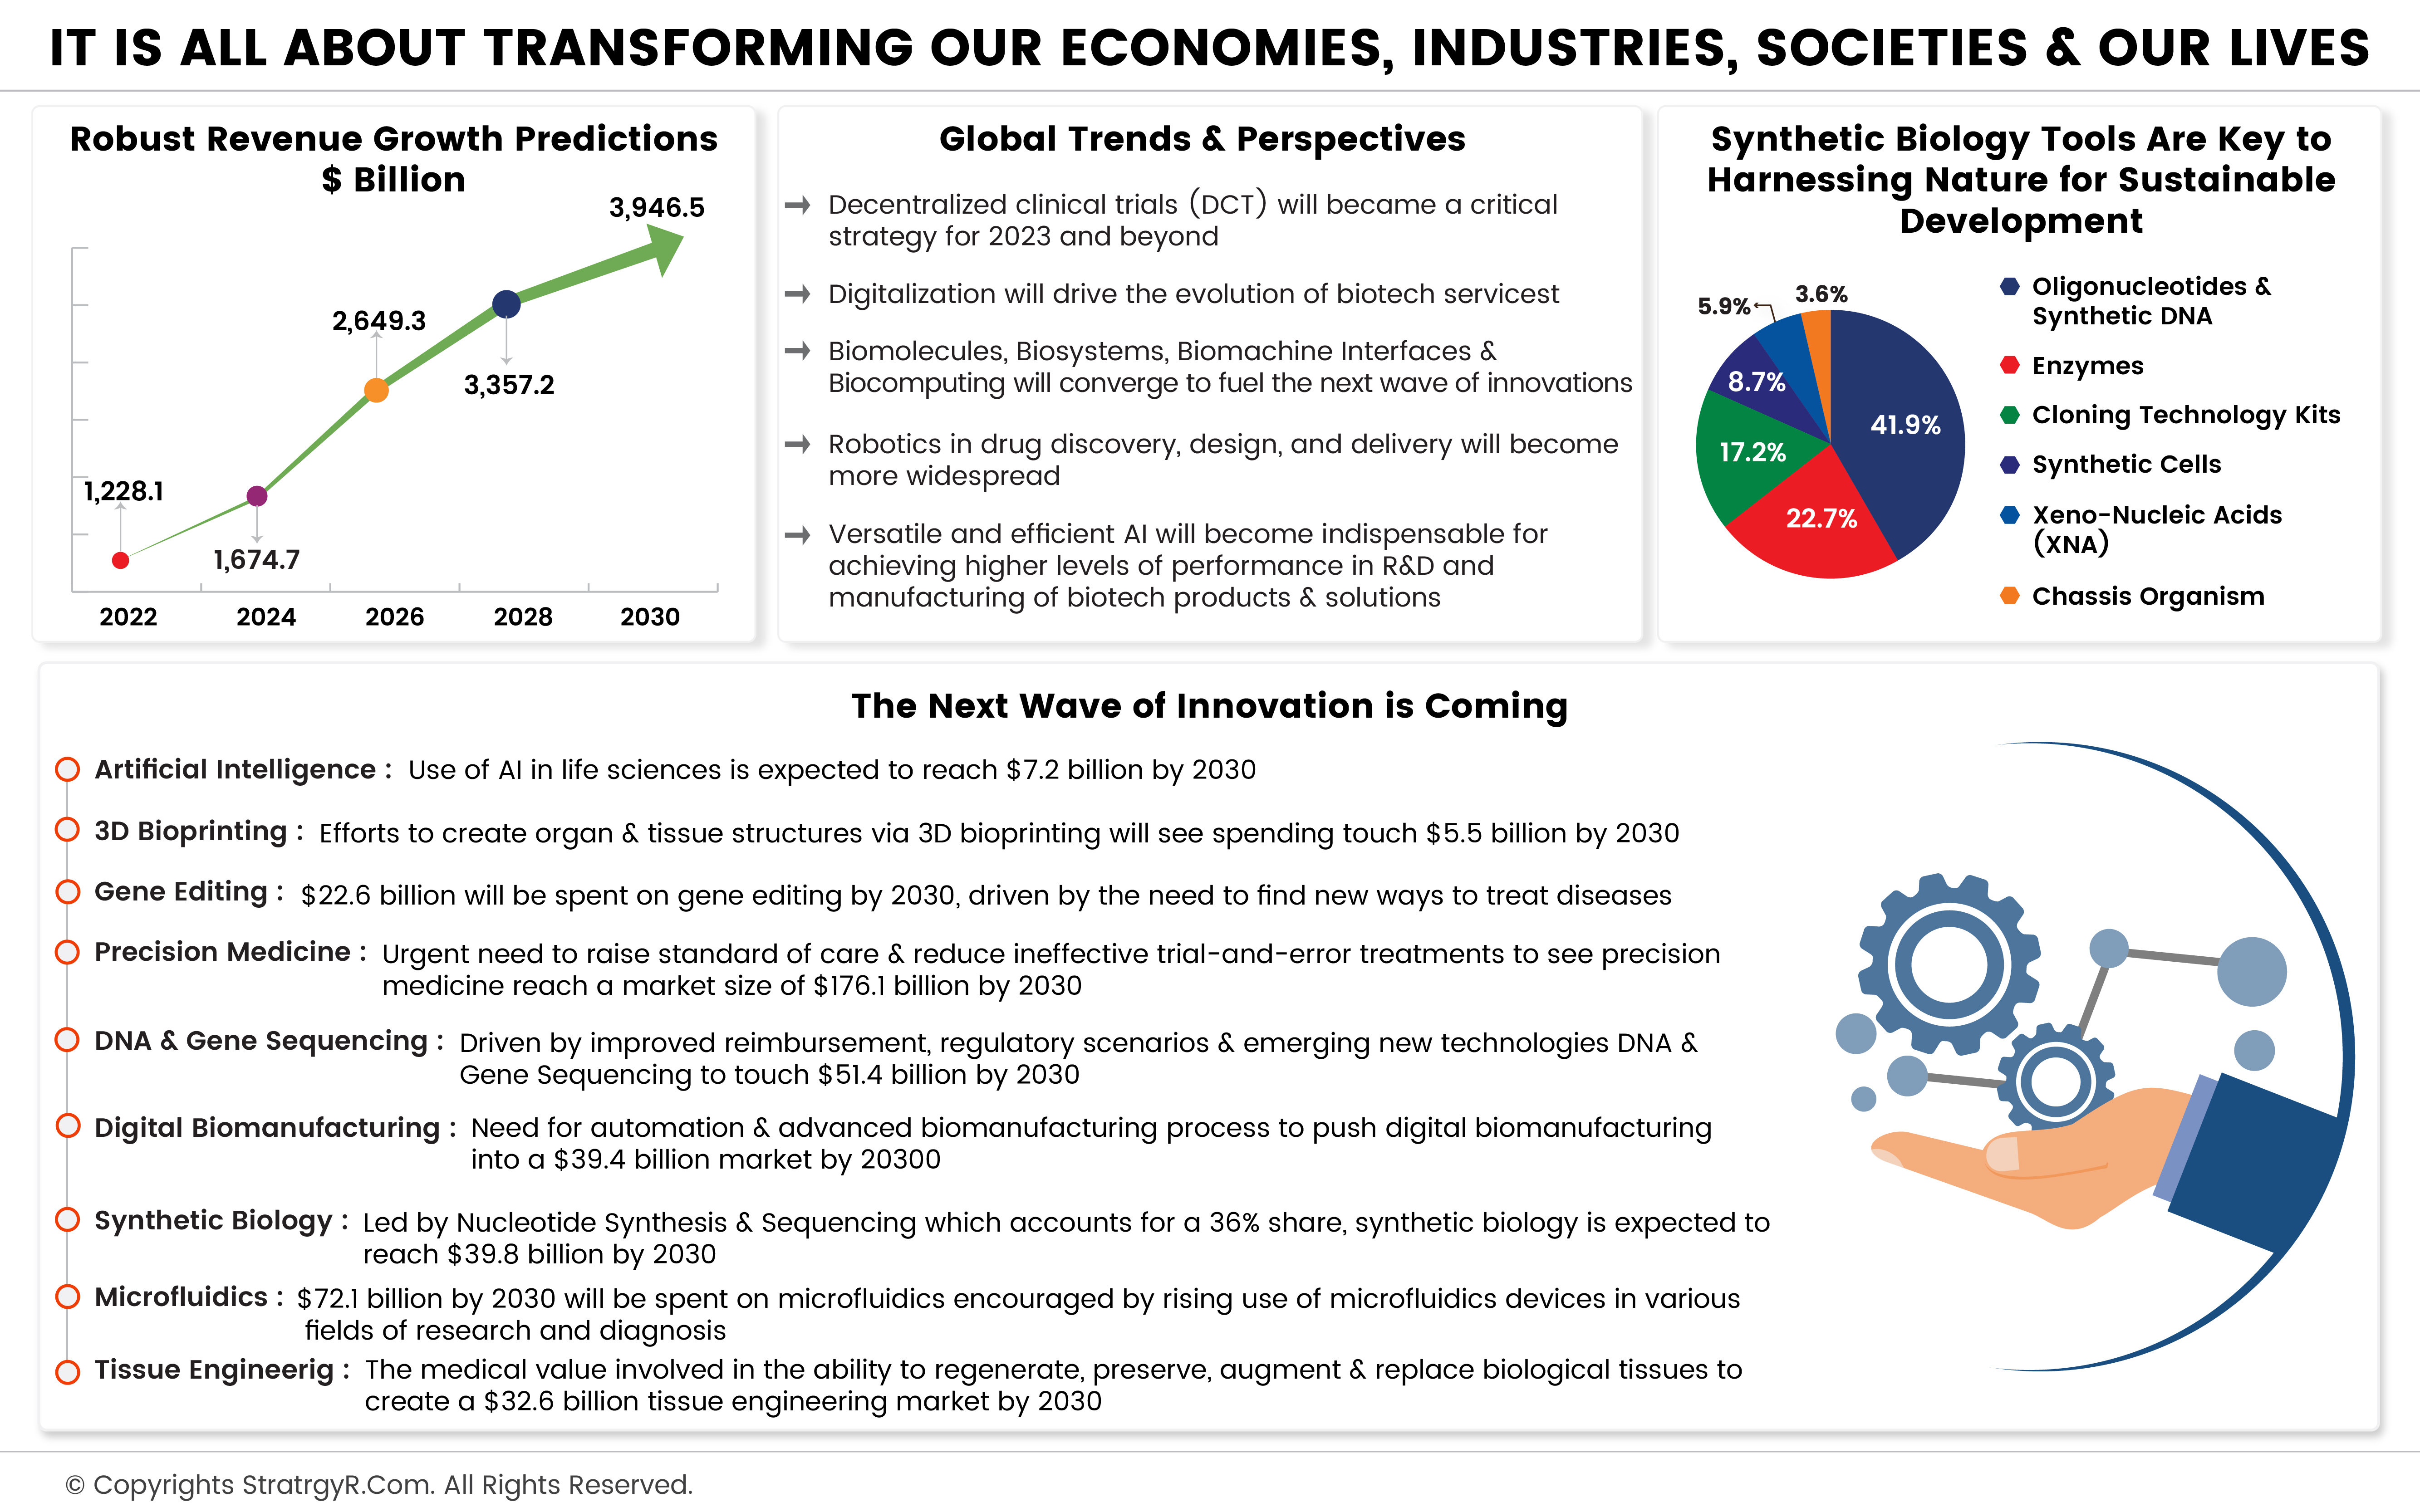 IT IS ALL ABOUT TRANSFORMING OUR ECONOMIES, INDUSTRIES, SOCIETIES & OUR LIVES
Robust Revenue Growth Predictions
$ Billion
3,946.5
2,649.3
3,357.2
1,228.1
1,674.7
2022
2024
2026
2028
2030
Global Trends & Perspectives
Decentralized clinical trials (DCT) will became a critical
strategy for 2023 and beyond
Digitalization will drive the evolution of biotech servicest
Biomolecules, Biosystems, Biomachine Interfaces &
Biocomputing will converge to fuel the next wave of innovations
Robotics in drug discovery, design, and delivery will become
more widespread
Versatile and efficient AI will become indispensable for
achieving higher levels of performance in R&D and
manufacturing of biotech products & solutions
Synthetic Biology Tools Are Key to
Harnessing Nature for Sustainable
Development
5.9%
3.6%
8.7%
41.9%
17.2%
22.7%
Oligonucleotides &
Synthetic DNA
Enzymes
Cloning Technology Kits
Synthetic Cells
Xeno-Nucleic Acids
(XNA)
Chassis Organism
The Next Wave of Innovation is Coming
Artificial Intelligence : Use of AI in life sciences is expected to reach $7.2 billion by 2030
3D Bioprinting : Efforts to create organ & tissue structures via 3D bioprinting will see spending touch $5.5 billion by 2030
Gene Editing : $22.6 billion will be spent on gene editing by 2030, driven by the need to find new ways to treat diseases
Precision Medicine : Urgent need to raise standard of care & reduce ineffective trial-and-error treatments to see precision
medicine reach a market size of $176.1 billion by 2030
DNA & Gene Sequencing : Driven by improved reimbursement, regulatory scenarios & emerging new technologies DNA &
Gene Sequencing to touch $51.4 billion by 2030
Digital Biomanufacturing : Need for automation & advanced biomanufacturing process to push digital biomanufacturing
into a $39.4 billion market by 20300
Synthetic Biology : Led by Nucleotide Synthesis & Sequencing which accounts for a 36% share, synthetic biology is expected to
reach $39.8 billion by 2030
Microfluidics : $72.1 billion by 2030 will be spent on microfluidics encouraged by rising use of microfluidics devices in various
fields of research and diagnosis
Tissue Engineerig : The medical value involved in the ability to regenerate, preserve, augment & replace biological tissues to
create a $32.6 billion tissue engineering market by 2030
© Copyrights StratrgyR.Com. All Rights Reserved.